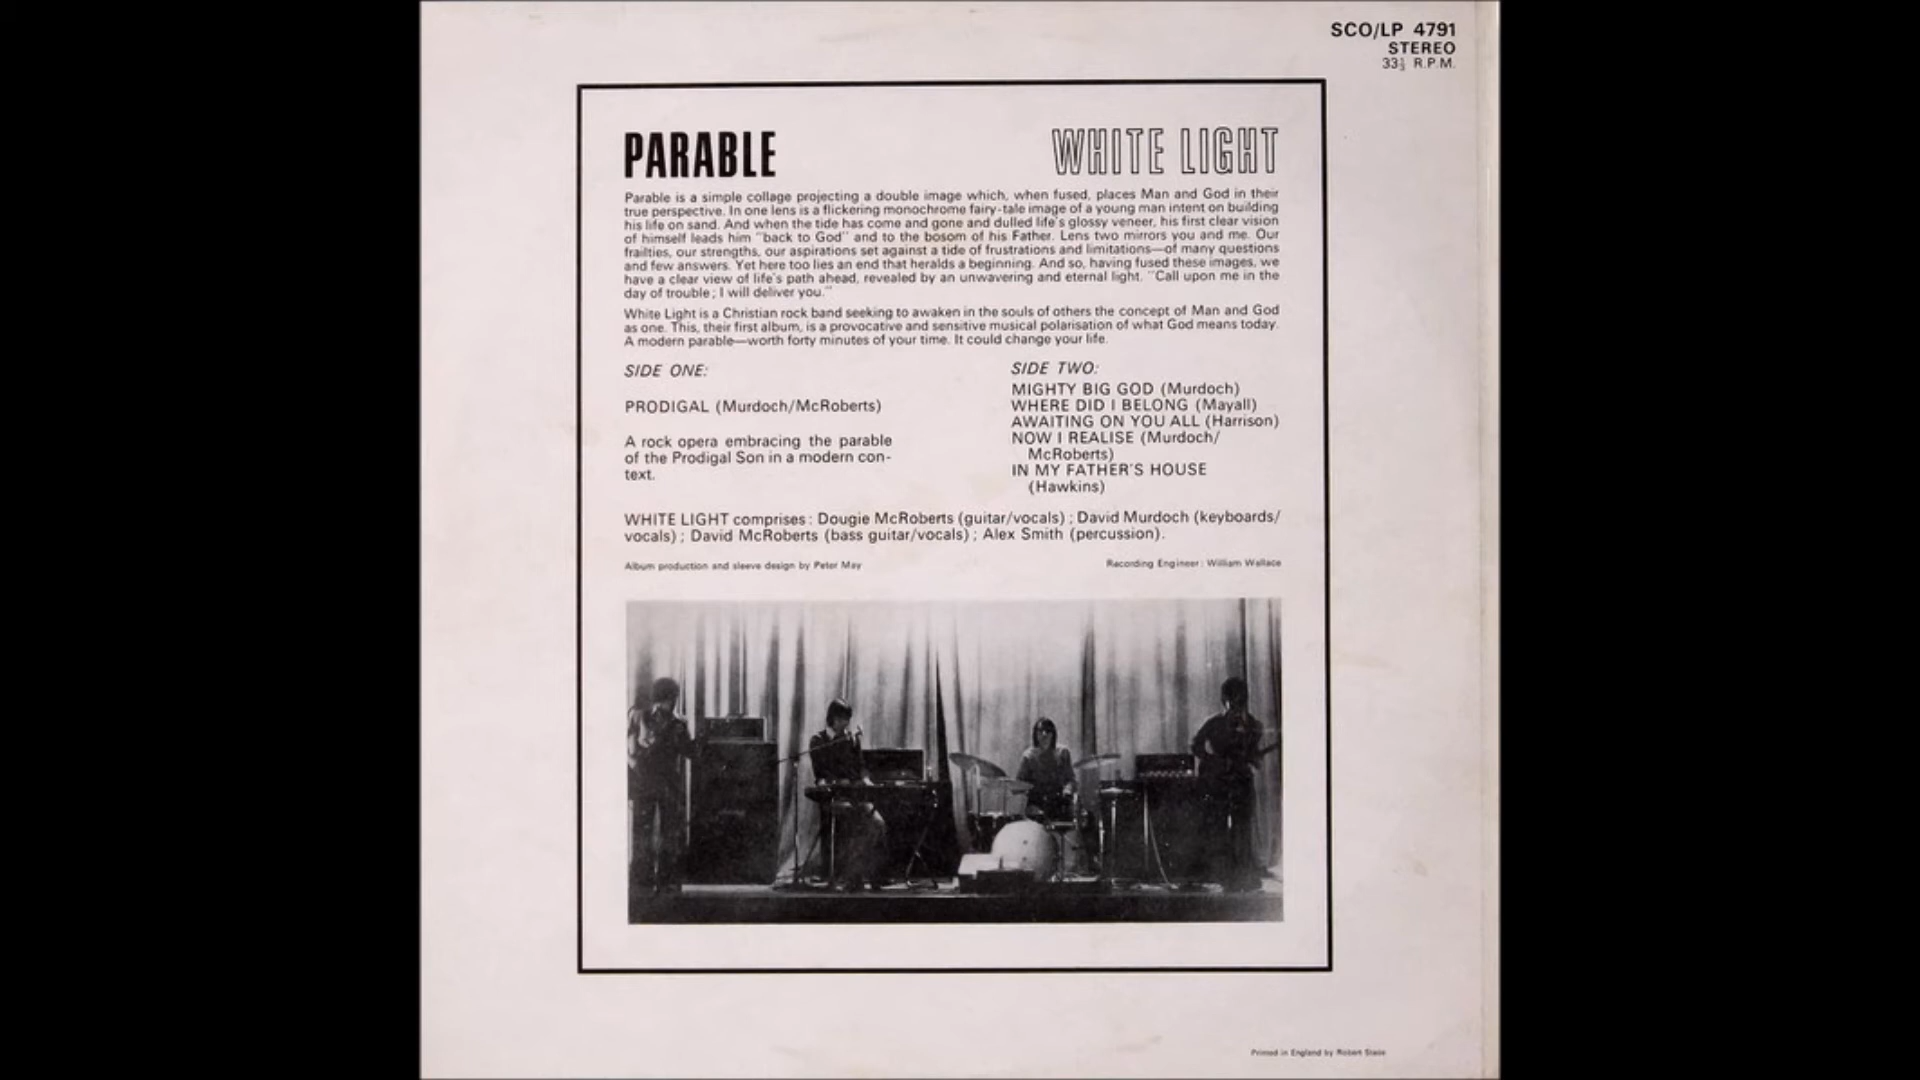 SCO/LP 4791
STEREO
33⅓ R.P.M.
PARABLE
WHITE LIGHT
Parable is a simple collage projecting a double image which, when fused, places Man and God in their
true perspective. In one lens is a flickering monochrome fairy-tale image of a young man intent on building
his life on sand. And when the tide has come and gone and dulled life's glossy veneer, his first clear vision
of himself leads him "back to God" and to the bosom of his Father. Lens two mirrors you and me. Our
frailties, our strengths, our aspirations set against a tide of frustrations and limitations—of many questions
and few answers. Yet here too lies an end that heralds a beginning. And so, having fused these images, we
have a clear view of life's path ahead, revealed by an unwavering and eternal light. "Call upon me in the
day of trouble; I will deliver you."
White Light is a Christian rock band seeking to awaken in the souls of others the concept of Man and God
as one. This, their first album, is a provocative and sensitive musical polarisation of what God means today.
A modern parable—worth forty minutes of your time. It could change your life.
SIDE ONE:
PRODIGAL (Murdoch/McRoberts)
A rock opera embracing the parable
of the Prodigal Son in a modern con-
text.
SIDE TWO:
MIGHTY BIG GOD (Murdoch)
WHERE DID I BELONG (Mayall)
AWAITING ON YOU ALL (Harrison)
NOW I REALISE (Murdoch/
McRoberts)
IN MY FATHER'S HOUSE
(Hawkins)
WHITE LIGHT comprises: Dougie McRoberts (guitar/vocals); David Murdoch (keyboards/
vocals); David McRoberts (bass guitar/vocals); Alex Smith (percussion).
Album production and sleeve design by Peter May
Recording Engineer: William Wallace
Printed in England by Robert Stace